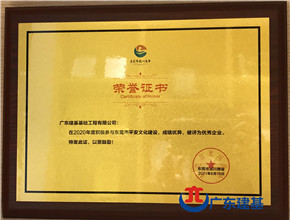 荣誉证书
Certificate of Honor
广东建基基础工程有限公司：
在2020年度积极参与东莞市平安文化建设，成绩优异，被评为优秀企业。
特发此证，以资鼓励！
广东建基